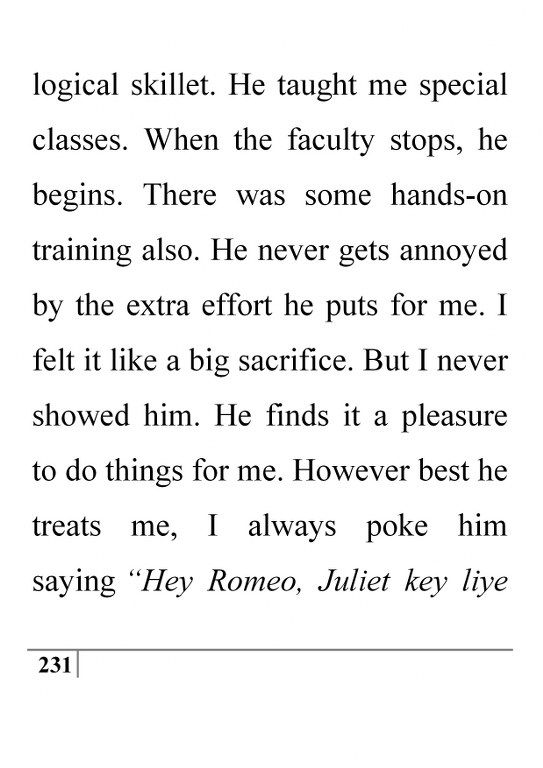 logical skillet. He taught me special
classes. When the faculty stops, he
begins. There was some hands-on
training also. He never gets annoyed
by the extra effort he puts for me. I
felt it like a big sacrifice. But I never
showed him. He finds it a pleasure
to do things for me. However best he
treats me, I always poke him
saying “Hey Romeo, Juliet key liye
231